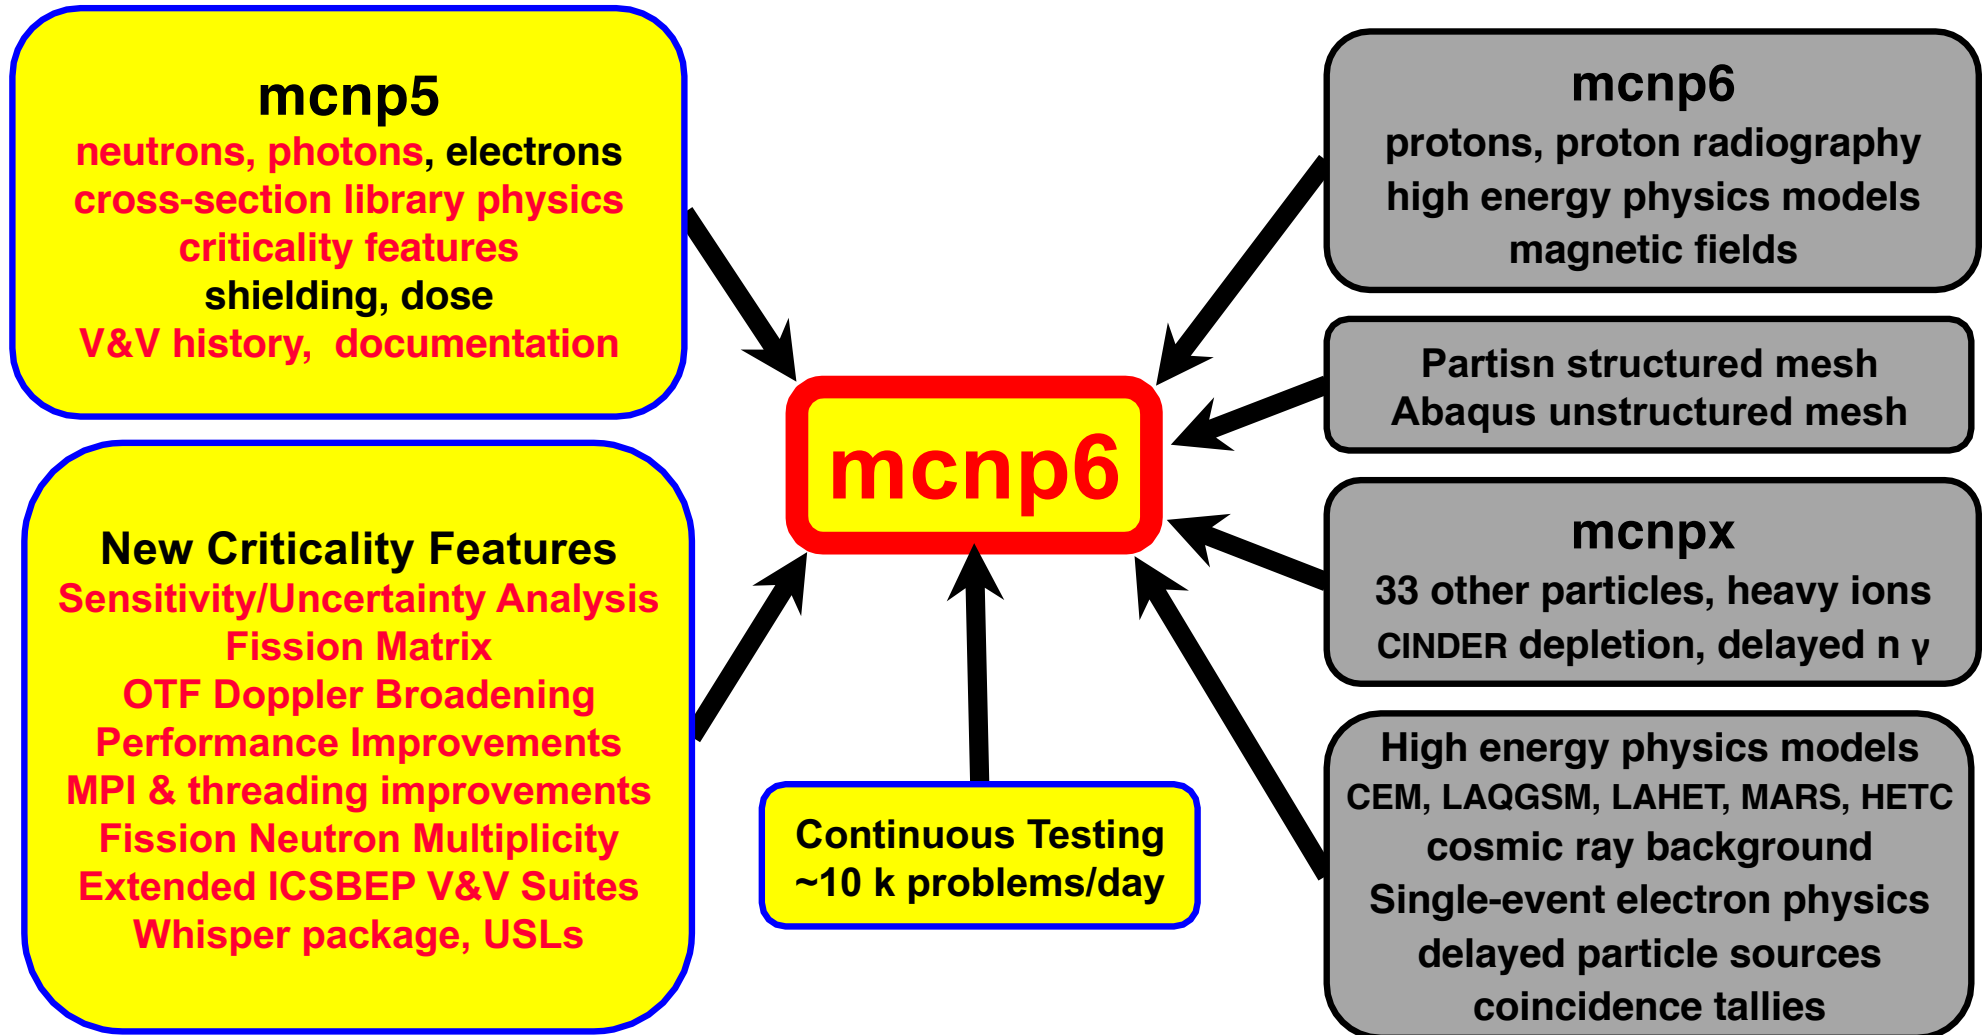 mcnp5
neutrons, photons, electrons
cross-section library physics
criticality features
shielding, dose
V&V history, documentation
New Criticality Features
Sensitivity/Uncertainty Analysis
Fission Matrix
OTF Doppler Broadening
Performance Improvements
MPI & threading improvements
Fission Neutron Multiplicity
Extended ICSBEP V&V Suites
Whisper package, USLs
mcnp6
Continuous Testing
~10 k problems/day
mcnp6
protons, proton radiography
high energy physics models
magnetic fields
Partisn structured mesh
Abaqus unstructured mesh
mcnpx
33 other particles, heavy ions
CINDER depletion, delayed n γ
High energy physics models
CEM, LAQGSM, LAHET, MARS, HETC
cosmic ray background
Single-event electron physics
delayed particle sources
coincidence tallies